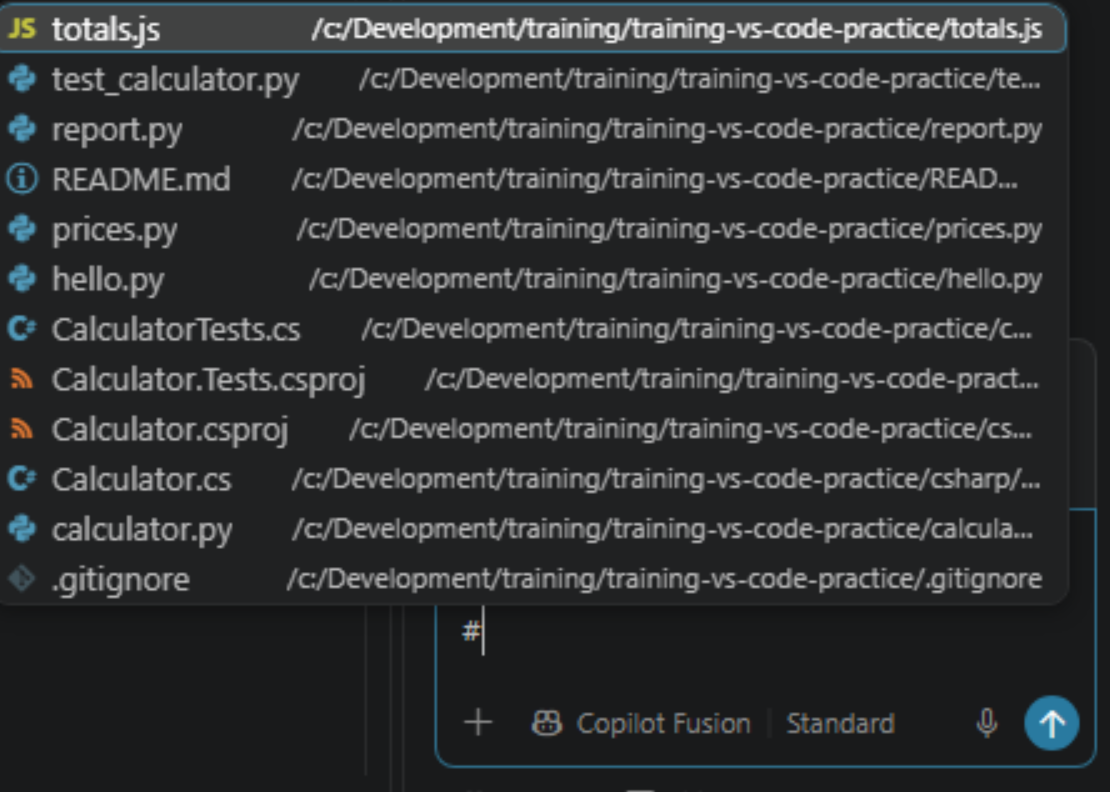 JS totals.js /c:/Development/training/training-vs-code-practice/totals.js
test_calculator.py /c:/Development/training/training-vs-code-practice/te...
report.py /c:/Development/training/training-vs-code-practice/report.py
README.md /c:/Development/training/training-vs-code-practice/READ...
prices.py /c:/Development/training/training-vs-code-practice/prices.py
hello.py /c:/Development/training/training-vs-code-practice/hello.py
C# CalculatorTests.cs /c:/Development/training/training-vs-code-practice/c...
Calculator.Tests.csproj /c:/Development/training/training-vs-code-pract...
Calculator.csproj /c:/Development/training/training-vs-code-practice/cs...
C# Calculator.cs /c:/Development/training/training-vs-code-practice/csharp/...
calculator.py /c:/Development/training/training-vs-code-practice/calcula...
.gitignore /c:/Development/training/training-vs-code-practice/.gitignore
#
Copilot Fusion Standard